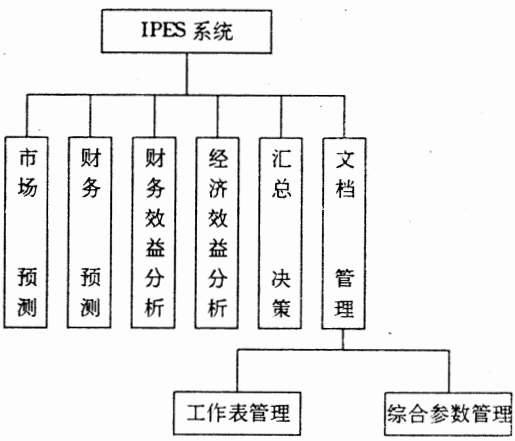 IPES 系统
市场预测
财务预测
财务效益分析
经济效益分析
汇总决策
文档管理
工作表管理
综合参数管理